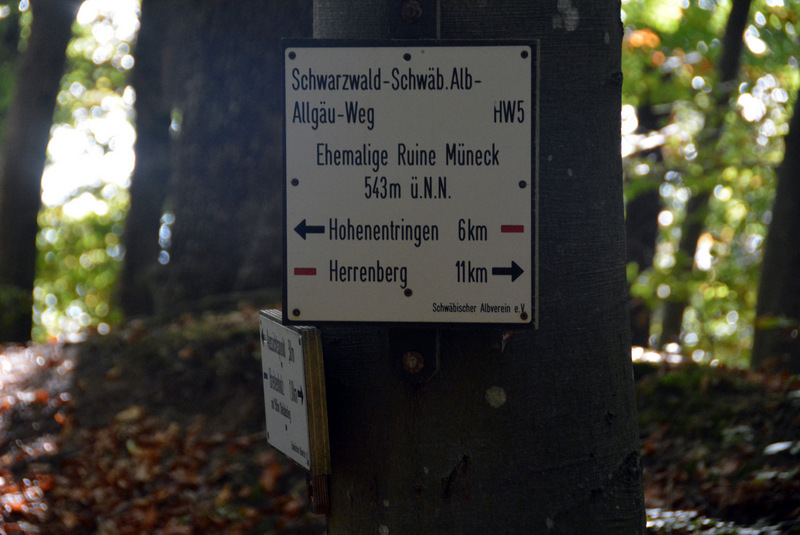 Schwarzwald-Schwäb.Alb-
Allgäu-Weg HW5
Ehemalige Ruine Müneck
543m ü.N.N.
Hohenentringen 6km
Herrenberg 11km
Schwäbischer Albverein e.V.